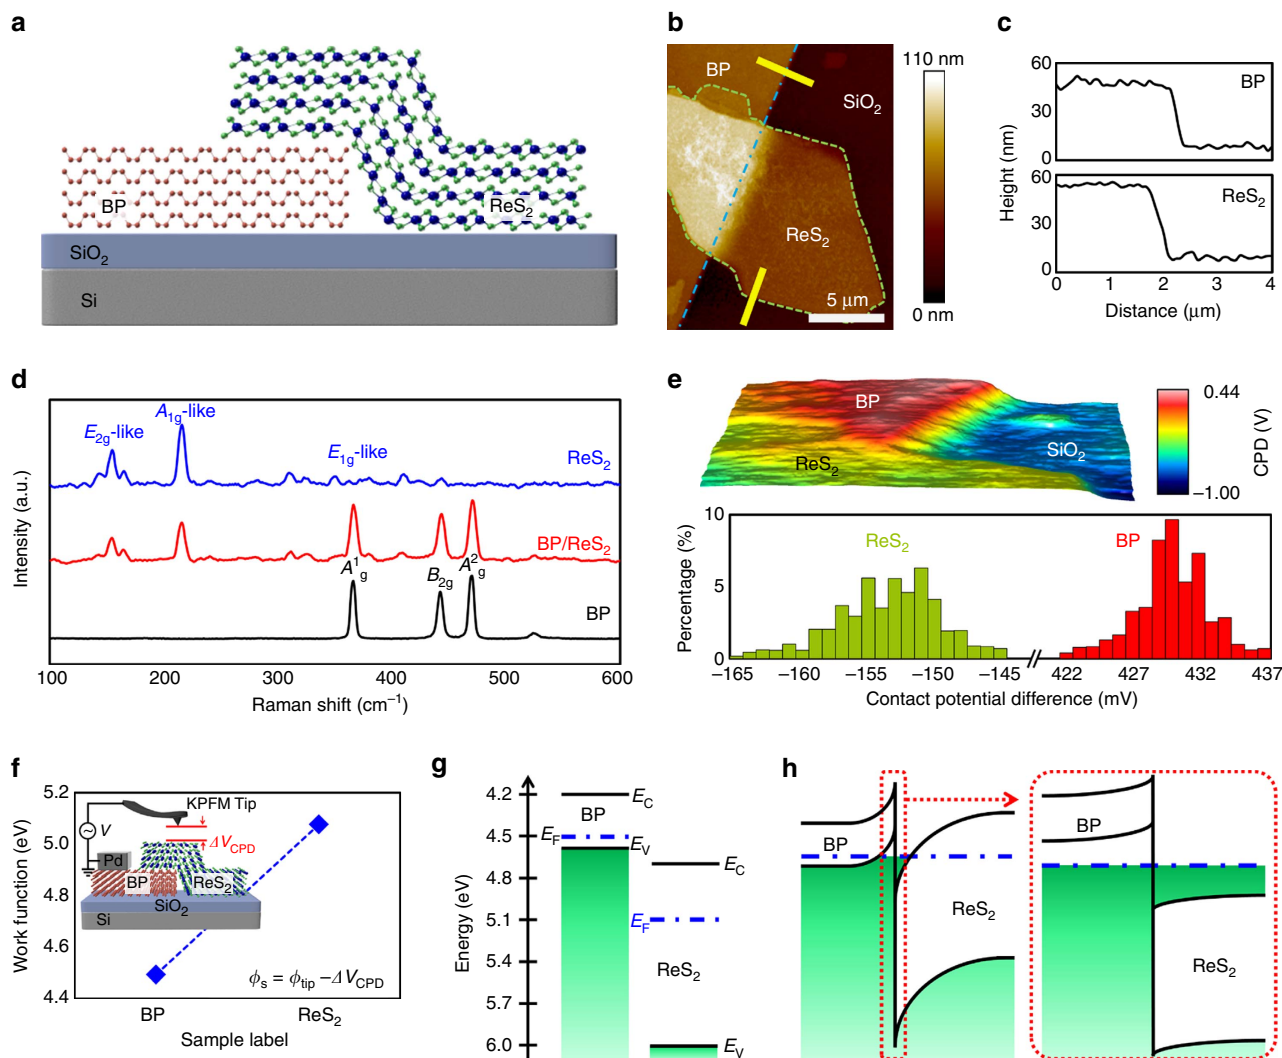 a
BP
ReS2
SiO2
Si
b
BP
SiO2
ReS2
5 μm
110 nm
0 nm
c
60
BP
30
0
60
ReS2
30
0
Height (nm)
0 1 2 3 4
Distance (μm)
d
A1g-like
E2g-like
E1g-like
ReS2
BP/ReS2
A1g B2g A2g
BP
Intensity (a.u.)
100 200 300 400 500 600
Raman shift (cm–1)
e
BP
SiO2
ReS2
0.44
–1.00
CPD (V)
10
5
0
Percentage (%)
ReS2
BP
–165 –160 –155 –150 –145 422 427 432 437
Contact potential difference (mV)
f
5.2
5.0
4.8
4.6
4.4
Work function (eV)
KPFM Tip
V
ΔVCPD
Pd
BP
ReS2
SiO2
Si
ϕs = ϕtip –ΔVCPD
BP ReS2
Sample label
g
4.2
4.5
4.8
5.1
5.4
5.7
6.0
Energy (eV)
EC
BP
EF
EV
EC
EF
ReS2
EV
h
BP
ReS2
BP
ReS2